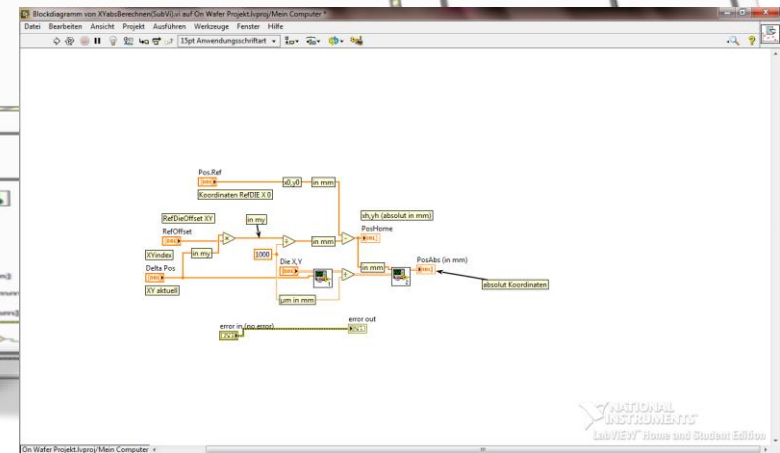 Blockdiagramm von XYabsBerechnen(SubVi).vi auf On Wafer Projekt.lvproj/Mein Computer *
Datei Bearbeiten Ansicht Projekt Ausführen Werkzeuge Fenster Hilfe
15pt Anwendungsschriftart
Pos.Ref
x0,y0
in mm
Koordinaten RefDIE X 0
RefDieOffset XY
in my
xh,yh (absolut in mm)
RefOffset
PosHome
XYindex
in my
1000
in mm
Delta Pos
Die X,Y
in mm
PosAbs (in mm)
XY aktuell
absolut Koordinaten
µm in mm
error in (no error)
error out
NATIONAL
INSTRUMENTS
LabVIEW Home and Student Edition
On Wafer Projekt.lvproj/Mein Computer